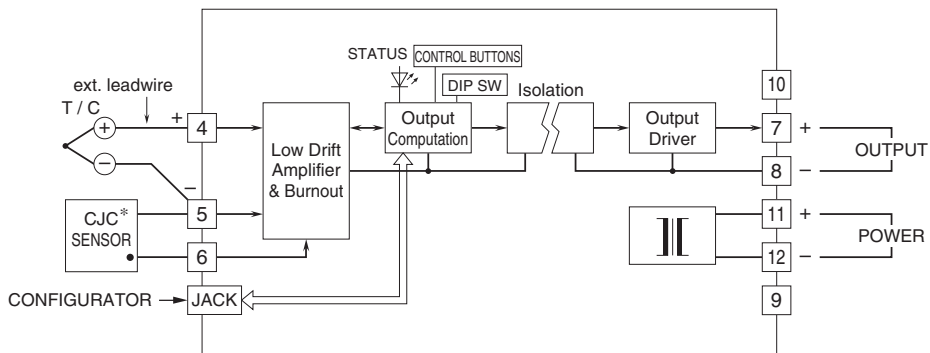 STATUS
CONTROL BUTTONS
DIP SW
Isolation
ext. leadwire
T / C
+
+
4
−
−
5
CJC*
SENSOR
6
CONFIGURATOR
JACK
Low Drift
Amplifier
& Burnout
Output
Computation
Output
Driver
10
7
+
OUTPUT
8
−
11
+
POWER
12
−
9